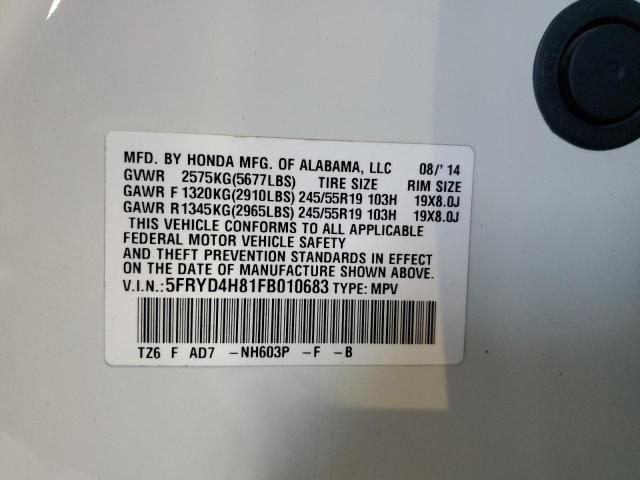 MFD. BY HONDA MFG. OF ALABAMA, LLC 08/' 14
GVWR 2575KG(5677LBS) TIRE SIZE RIM SIZE
GAWR F 1320KG(2910LBS) 245/55R19 103H 19X8.0J
GAWR R 1345KG(2965LBS) 245/55R19 103H 19X8.0J
THIS VEHICLE CONFORMS TO ALL APPLICABLE
FEDERAL MOTOR VEHICLE SAFETY
AND THEFT PREVENTION STANDARDS IN EFFECT
ON THE DATE OF MANUFACTURE SHOWN ABOVE.
V.I.N.:5FRYD4H81FB010683 TYPE: MPV
TZ6 F AD7 -NH603P -F -B